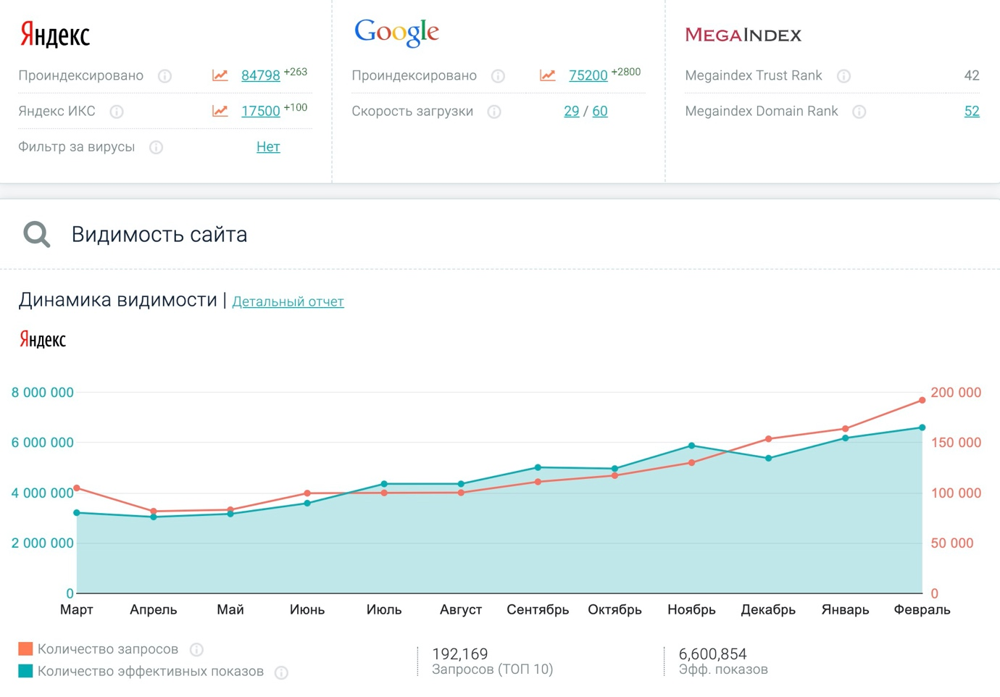 Яндекс
Проиндексировано 84798 +263
Яндекс ИКС 17500 +100
Фильтр за вирусы Нет
Google
Проиндексировано 75200 +2800
Скорость загрузки 29 / 60
MEGAINDEX
Megaindex Trust Rank 42
Megaindex Domain Rank 52
Видимость сайта
Динамика видимости | Детальный отчет
Яндекс
8 000 000 200 000
6 000 000 150 000
4 000 000 100 000
2 000 000 50 000
0 0
Март Апрель Май Июнь Июль Август Сентябрь Октябрь Ноябрь Декабрь Январь Февраль
Количество запросов
Количество эффективных показов
192,169
Запросов (ТОП 10)
6,600,854
Эфф. показов